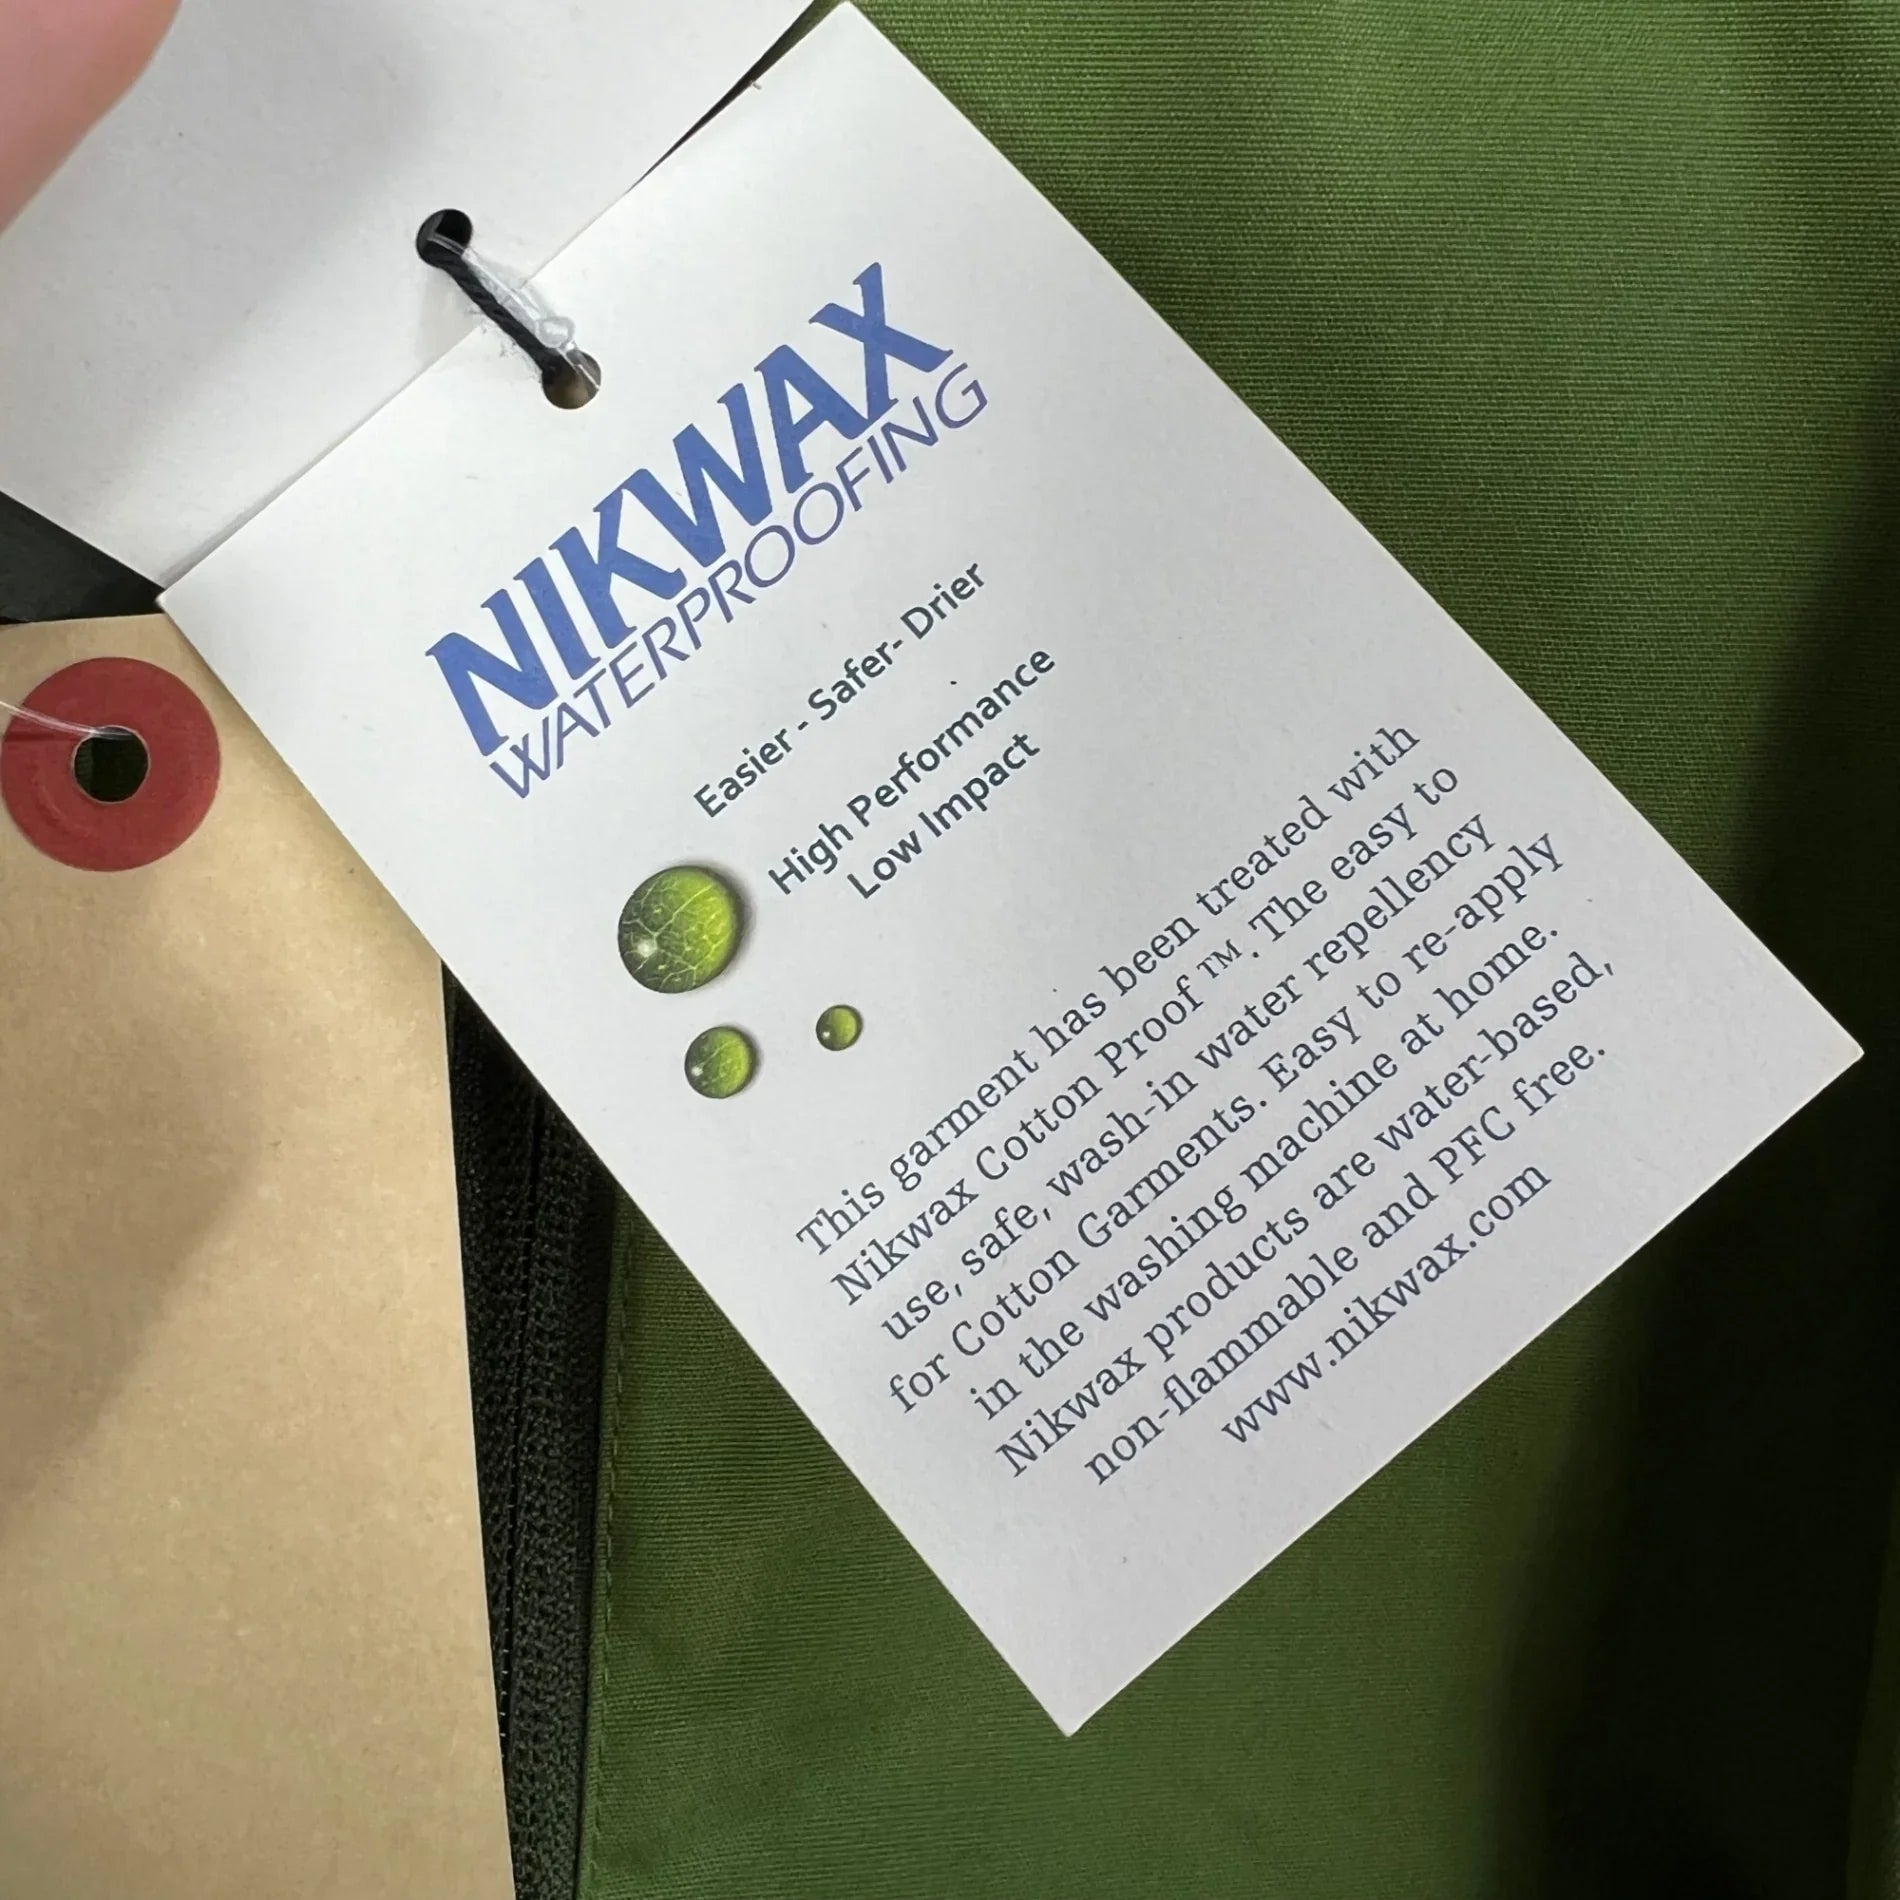 NIKWAX
WATERPROOFING
Easier - Safer- Drier
High Performance
Low Impact
This garment has been treated with
Nikwax Cotton Proof ™. The easy to
use, safe, wash-in water repellency
for Cotton Garments. Easy to re-apply
in the washing machine at home.
Nikwax products are water-based,
non-flammable and PFC free.
www.nikwax.com